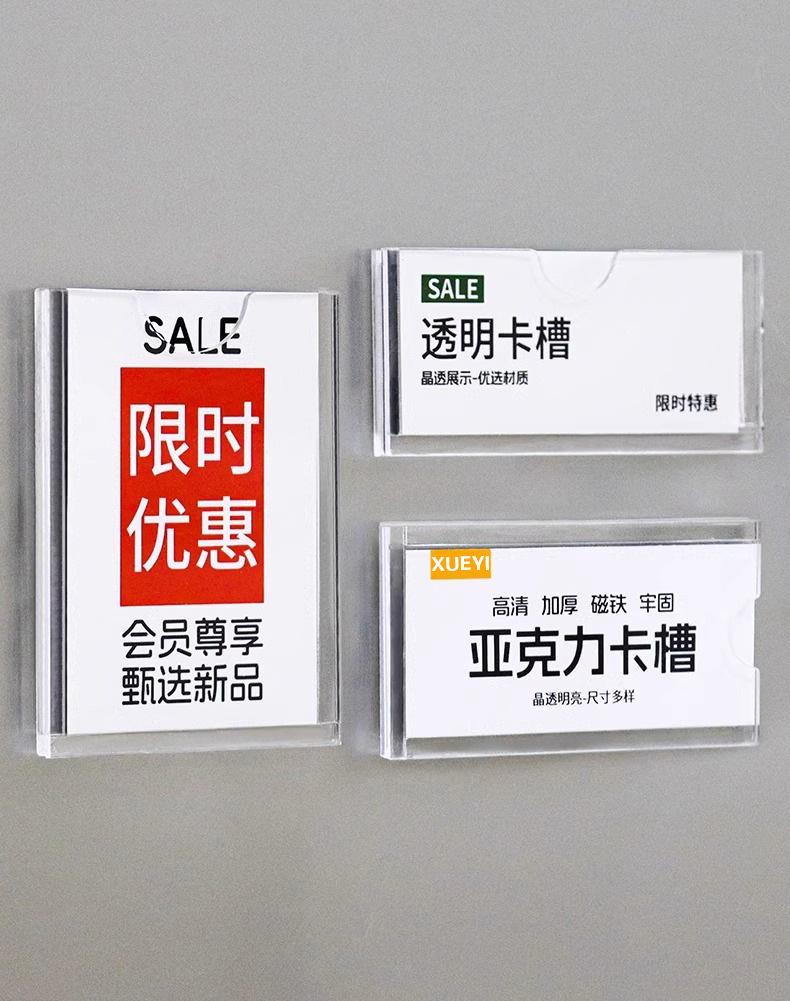 SALE
限时
优惠
会员尊享
甄选新品
SALE
透明卡槽
晶透展示-优选材质
限时特惠
XUEYI
高清 加厚 磁铁 牢固
亚克力卡槽
晶透明亮-尺寸多样